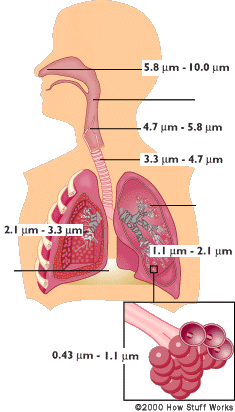 5.8 µm - 10.0 µm
4.7 µm - 5.8 µm
3.3 µm - 4.7 µm
2.1 µm - 3.3 µm
1.1 µm - 2.1 µm
0.43 µm - 1.1 µm
©2000 How Stuff Works